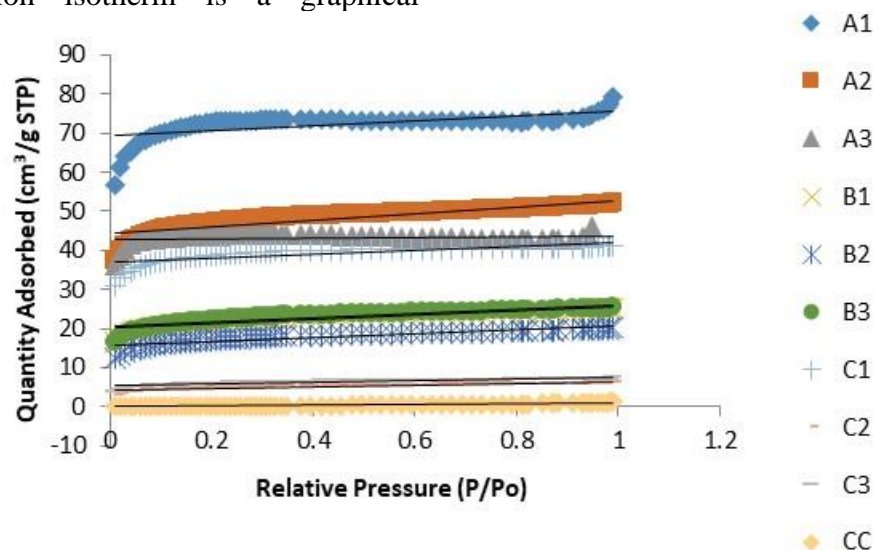 isotherm is a graphical
90
80
70
60
50
40
30
20
10
0
-10
0 0.2 0.4 0.6 0.8 1 1.2
Quantity Adsorbed (cm³/g STP)
Relative Pressure (P/Po)
A1
A2
A3
B1
B2
B3
C1
C2
C3
CC